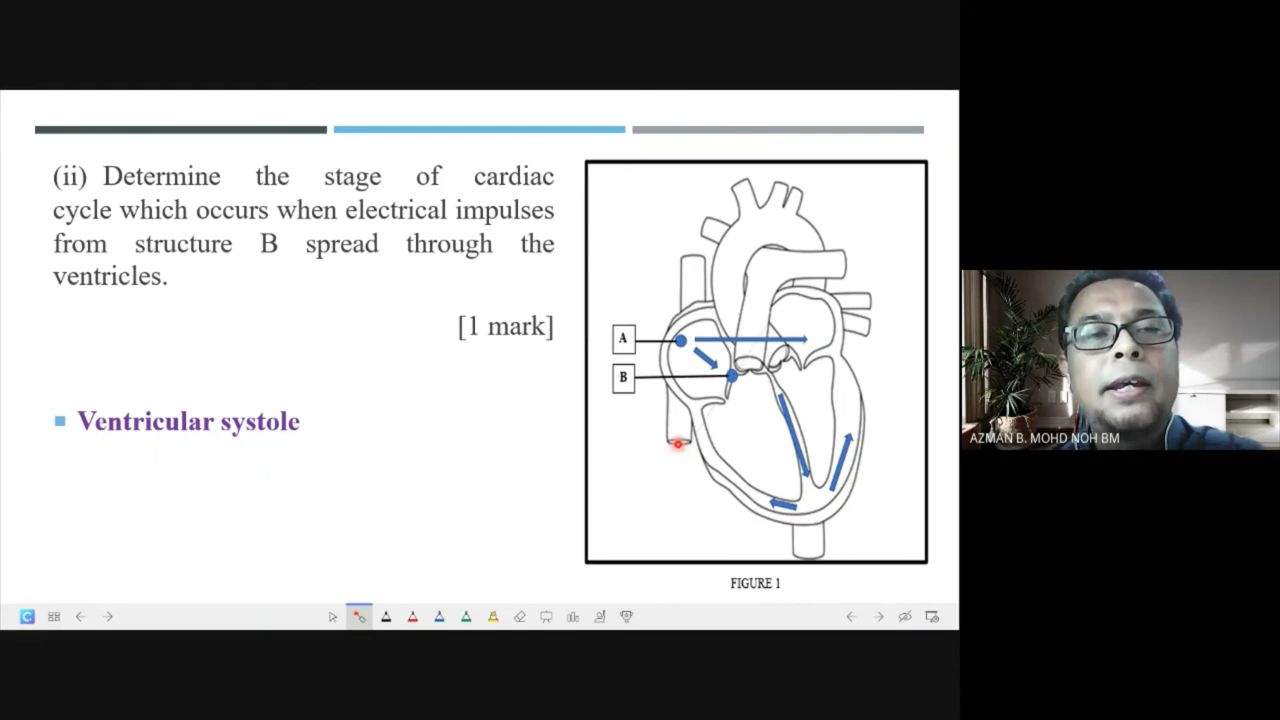 (ii) Determine the stage of cardiac
cycle which occurs when electrical impulses
from structure B spread through the
ventricles.
[1 mark]
Ventricular systole
A
B
FIGURE 1
AZMAN B. MOHD NOH BM